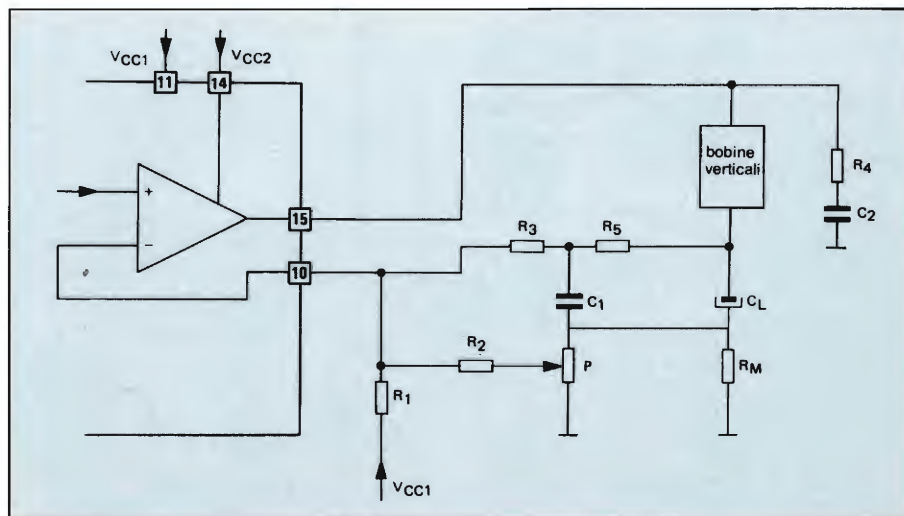 VCC1
VCC2
11
14
+
−
15
10
bobine
verticali
R4
C2
R3
R5
C1
CL
R2
P
RM
R1
VCC1